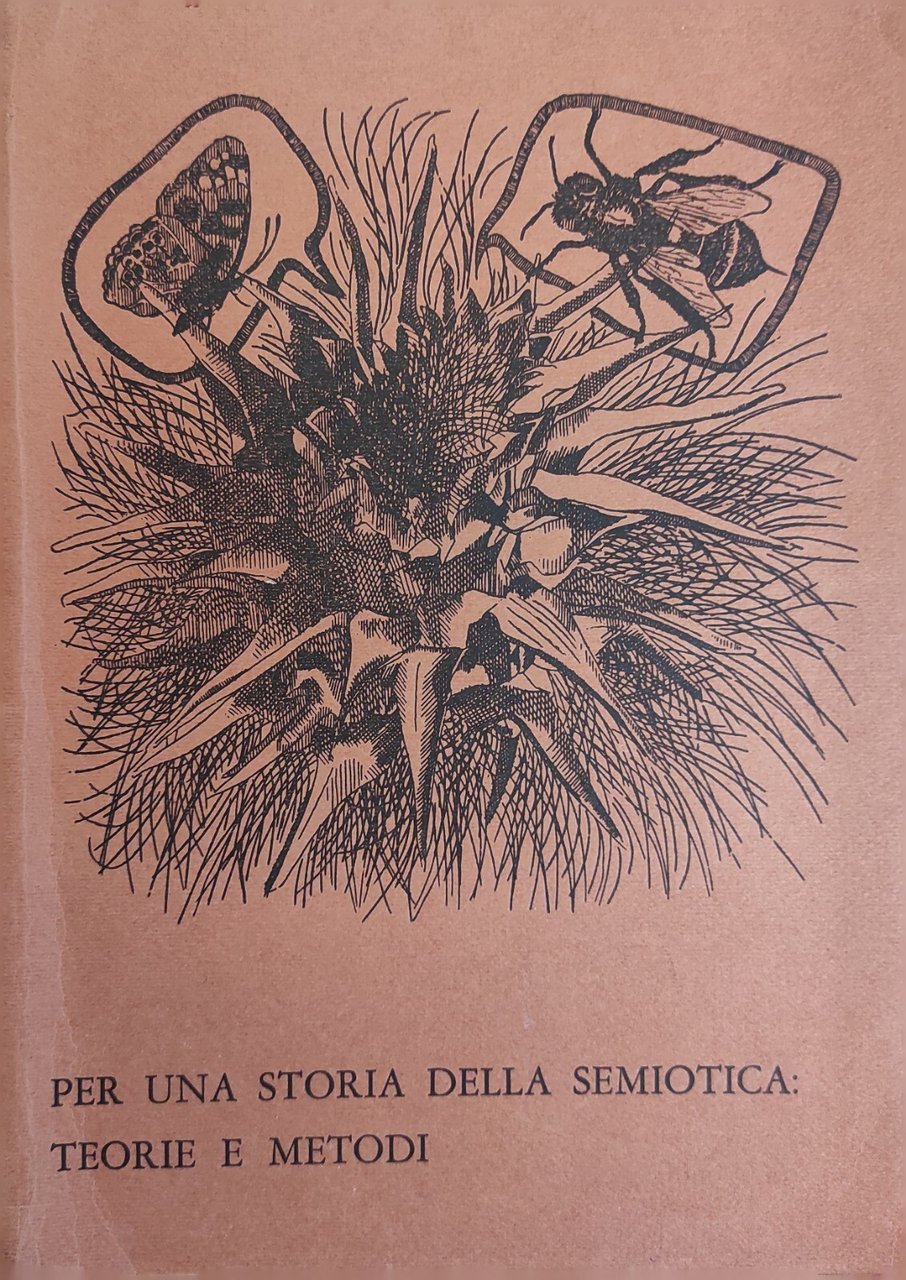 PER UNA STORIA DELLA SEMIOTICA:
TEORIE E METODI